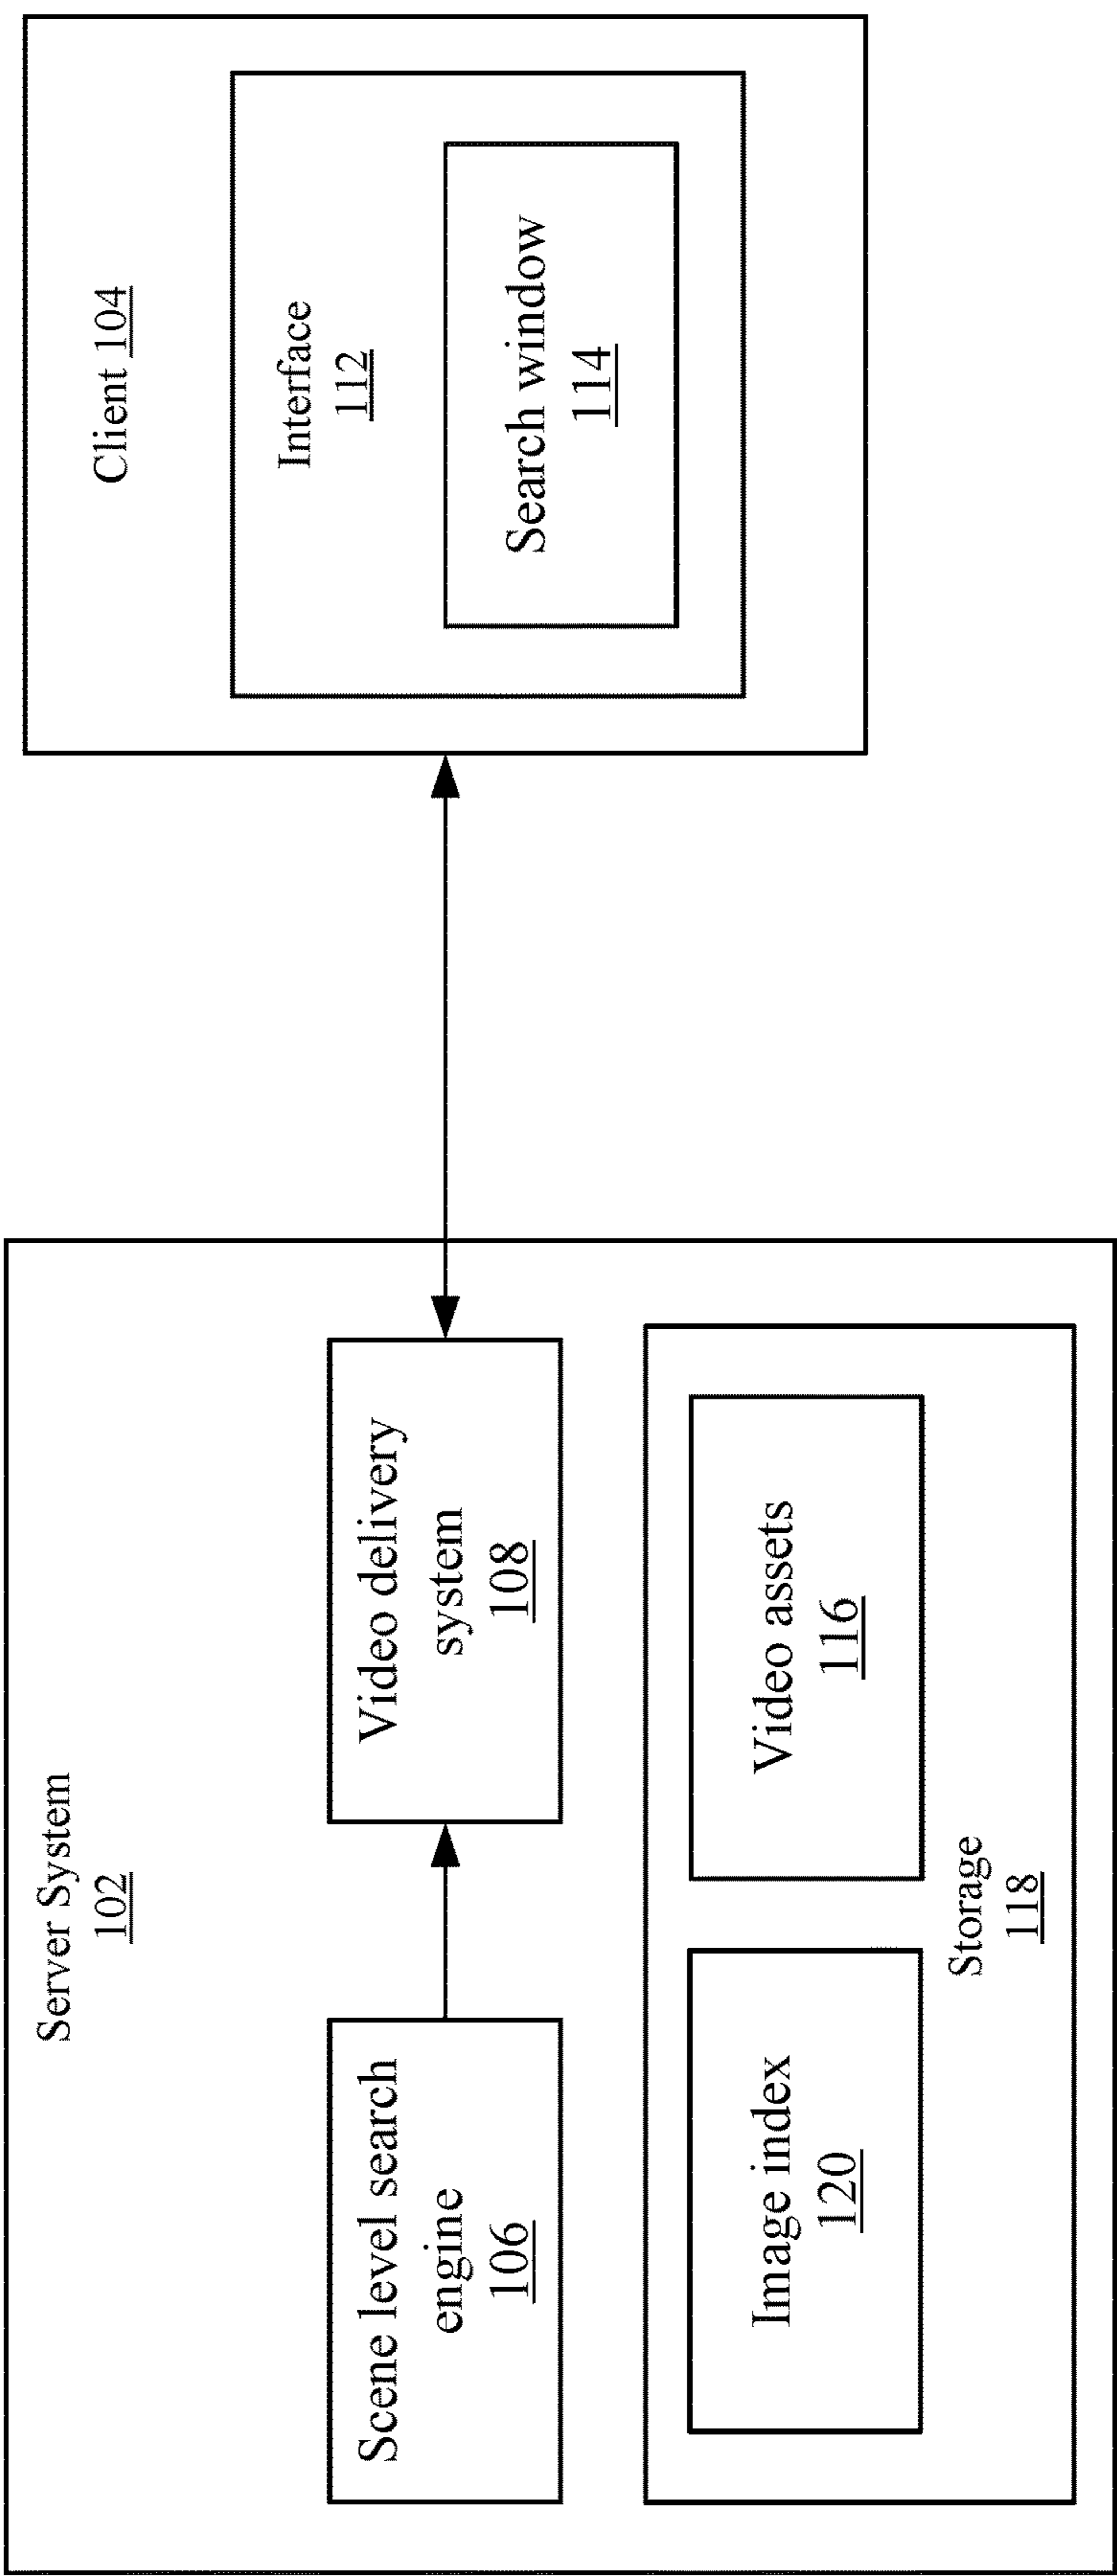 Server System
102
Scene level search
engine
106
Video delivery
system
108
Image index
120
Video assets
116
Storage
118
Client 104
Interface
112
Search window
114